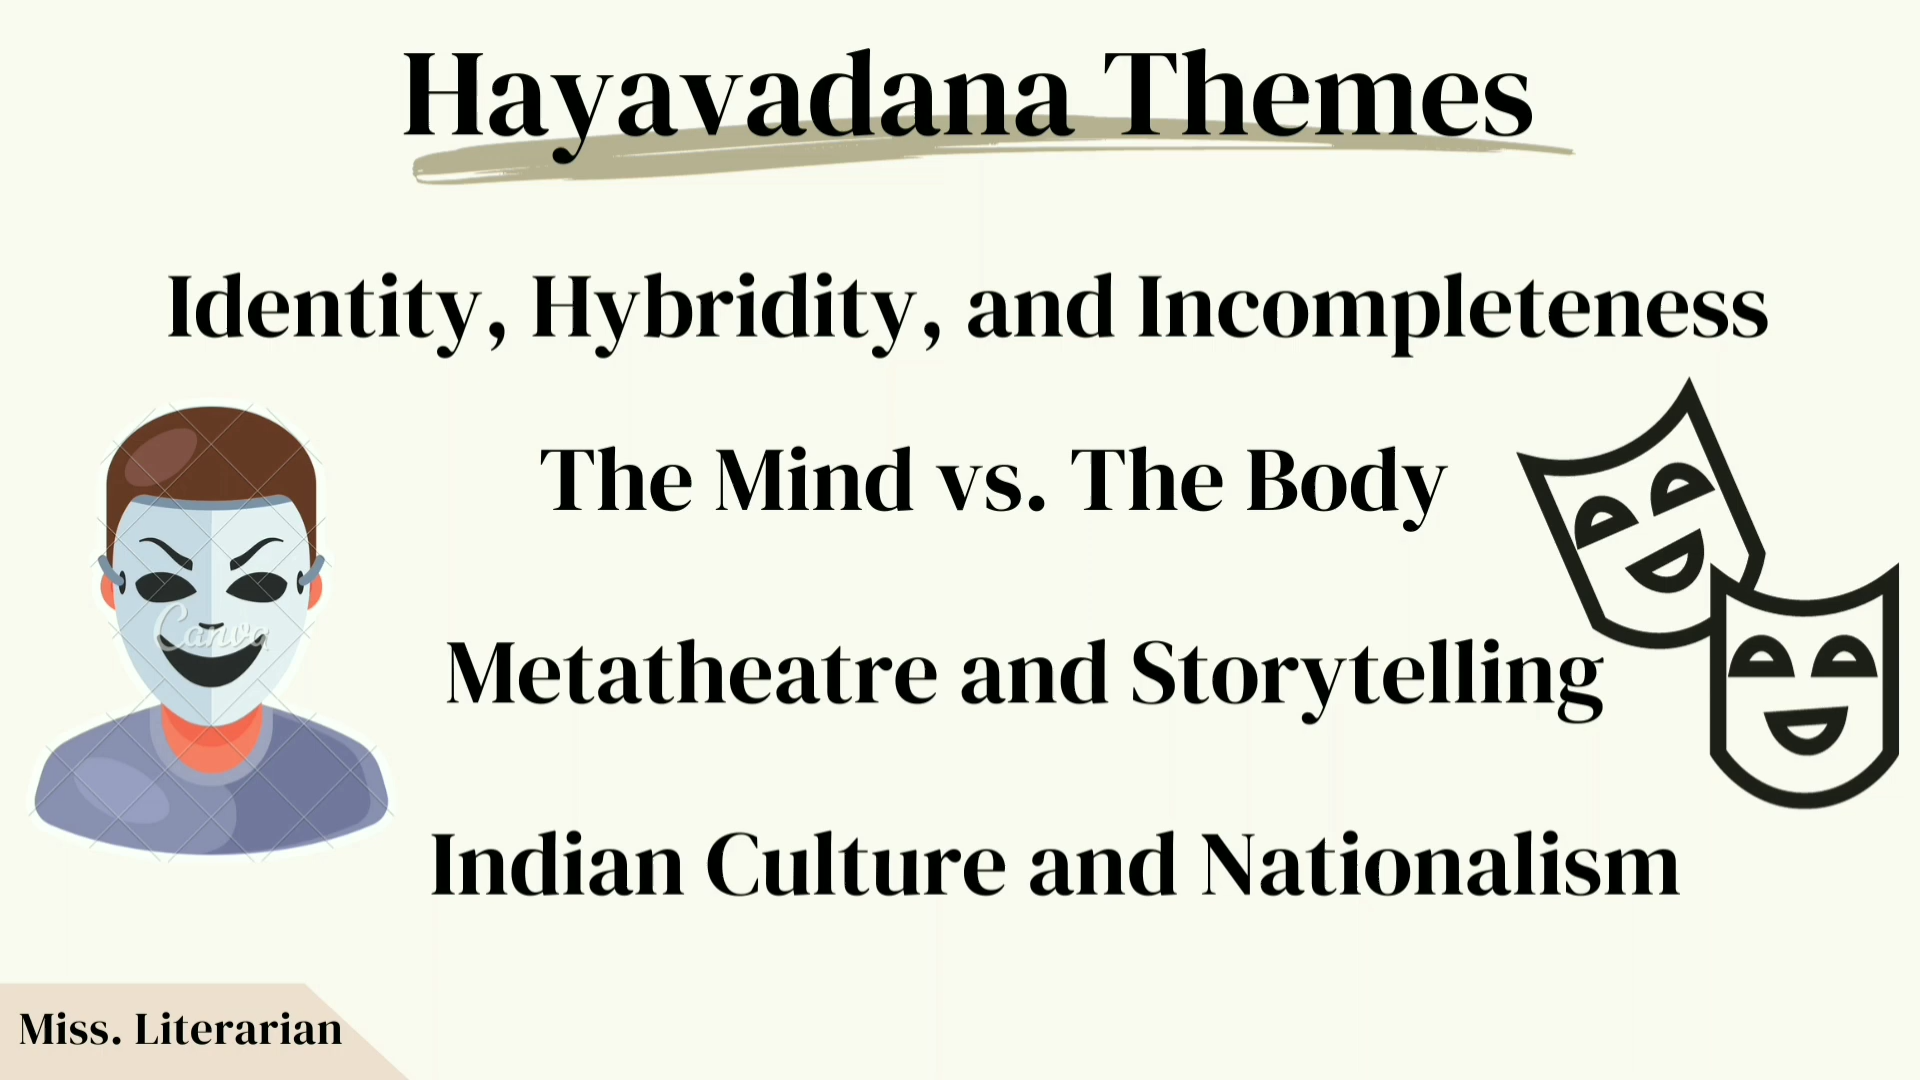 Hayavadana Themes
Identity, Hybridity, and Incompleteness
The Mind vs. The Body
Canva
Metatheatre and Storytelling
Indian Culture and Nationalism
Miss. Literarian